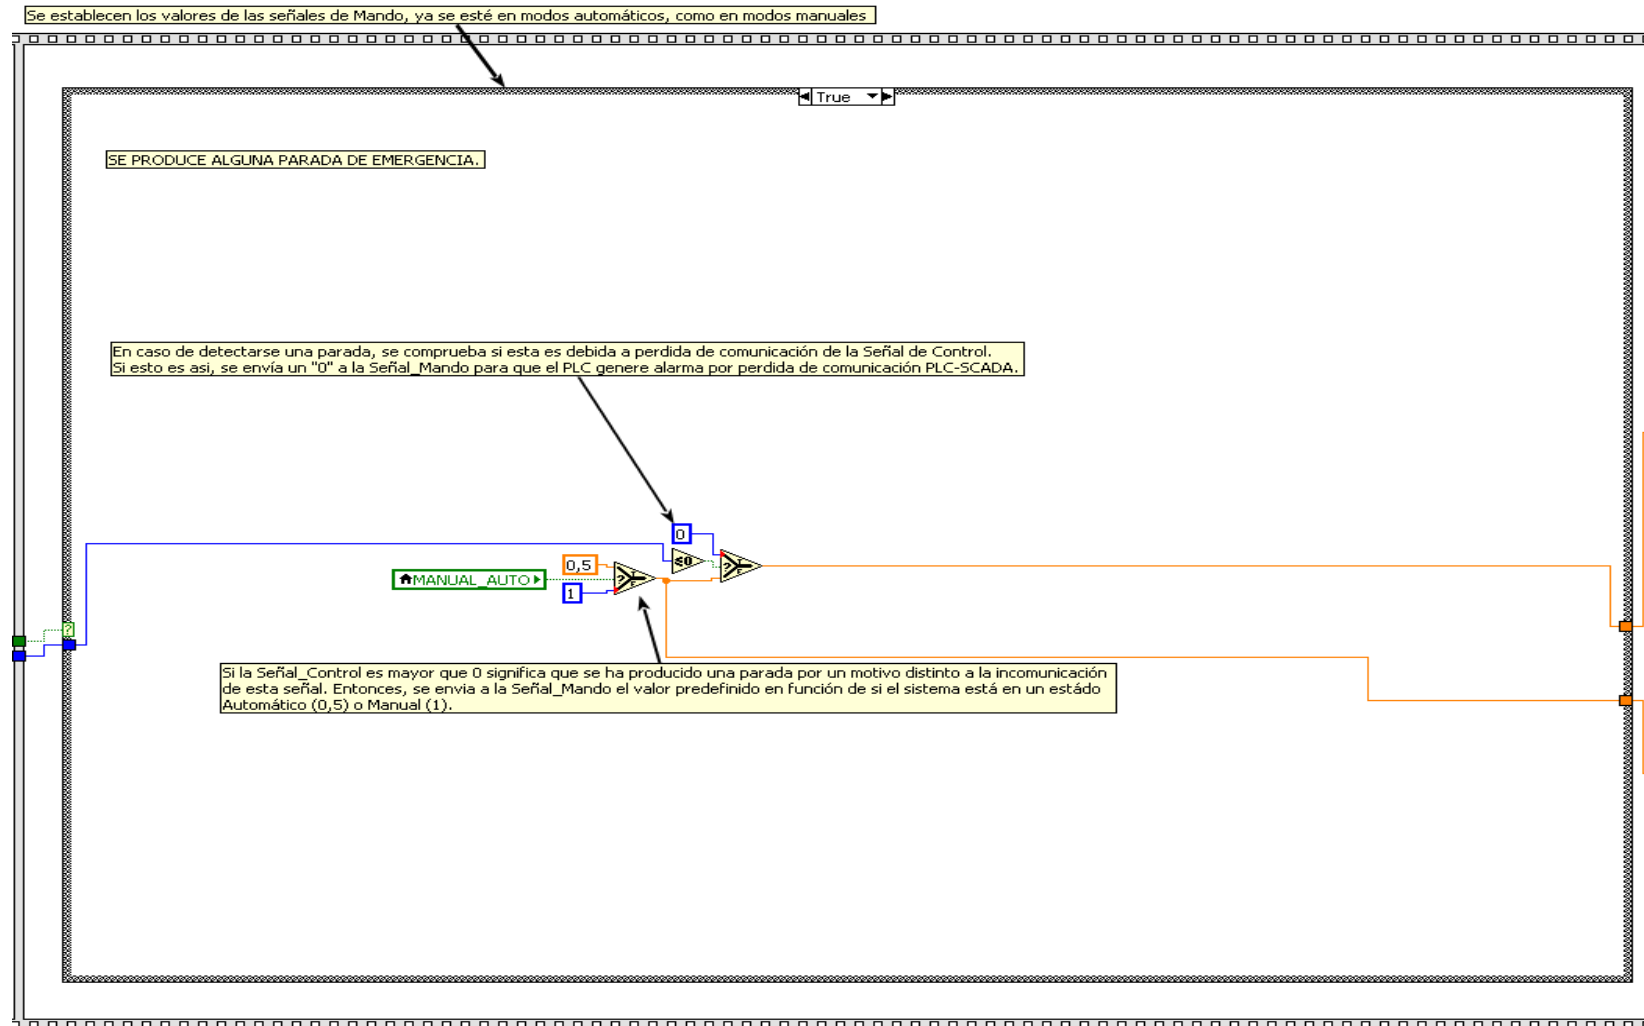 Se establecen los valores de las señales de Mando, ya se esté en modos automáticos, como en modos manuales
True
SE PRODUCE ALGUNA PARADA DE EMERGENCIA.
En caso de detectarse una parada, se comprueba si esta es debida a perdida de comunicación de la Señal de Control.
Si esto es asi, se envía un "0" a la Señal_Mando para que el PLC genere alarma por perdida de comunicación PLC-SCADA.
0
≤0
?
T
F
0,5
?
T
F
MANUAL_AUTO
1
?
Si la Señal_Control es mayor que 0 significa que se ha producido una parada por un motivo distinto a la incomunicación
de esta señal. Entonces, se envia a la Señal_Mando el valor predefinido en función de si el sistema está en un estádo
Automático (0,5) o Manual (1).